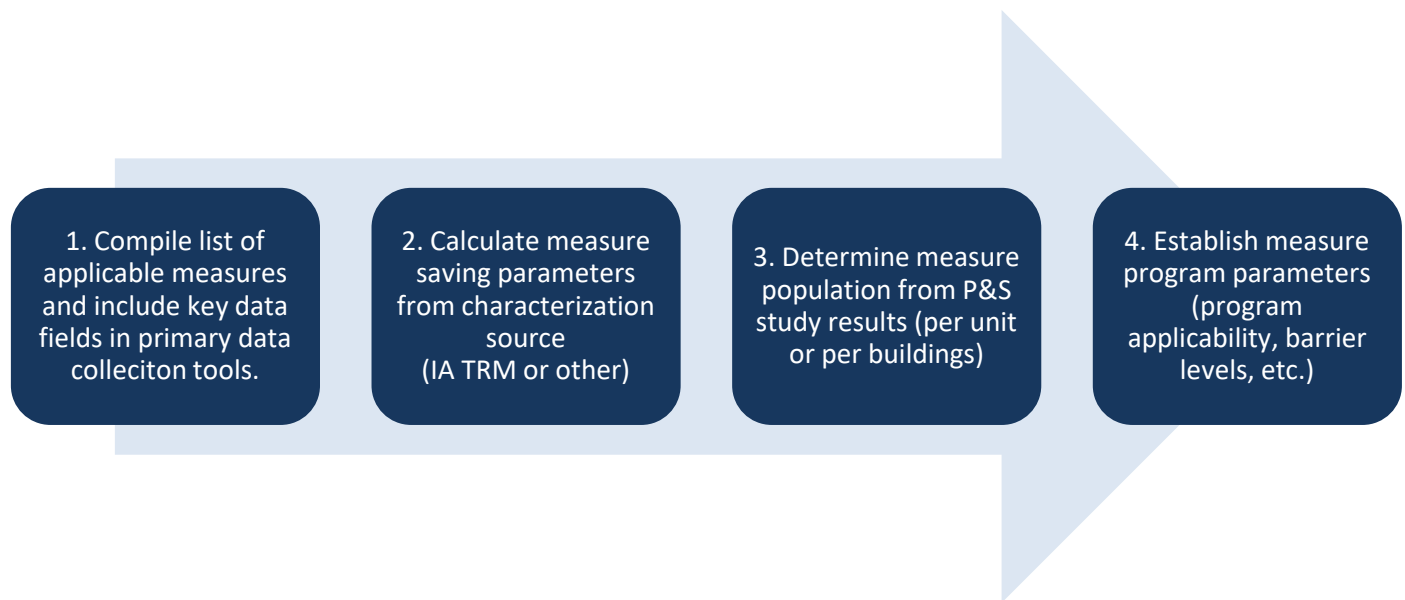 1. Compile list of
applicable measures
and include key data
fields in primary data
colleciton tools.
2. Calculate measure
saving parameters
from characterization
source
(IA TRM or other)
3. Determine measure
population from P&S
study results (per unit
or per buildings)
4. Establish measure
program parameters
(program
applicability, barrier
levels, etc.)